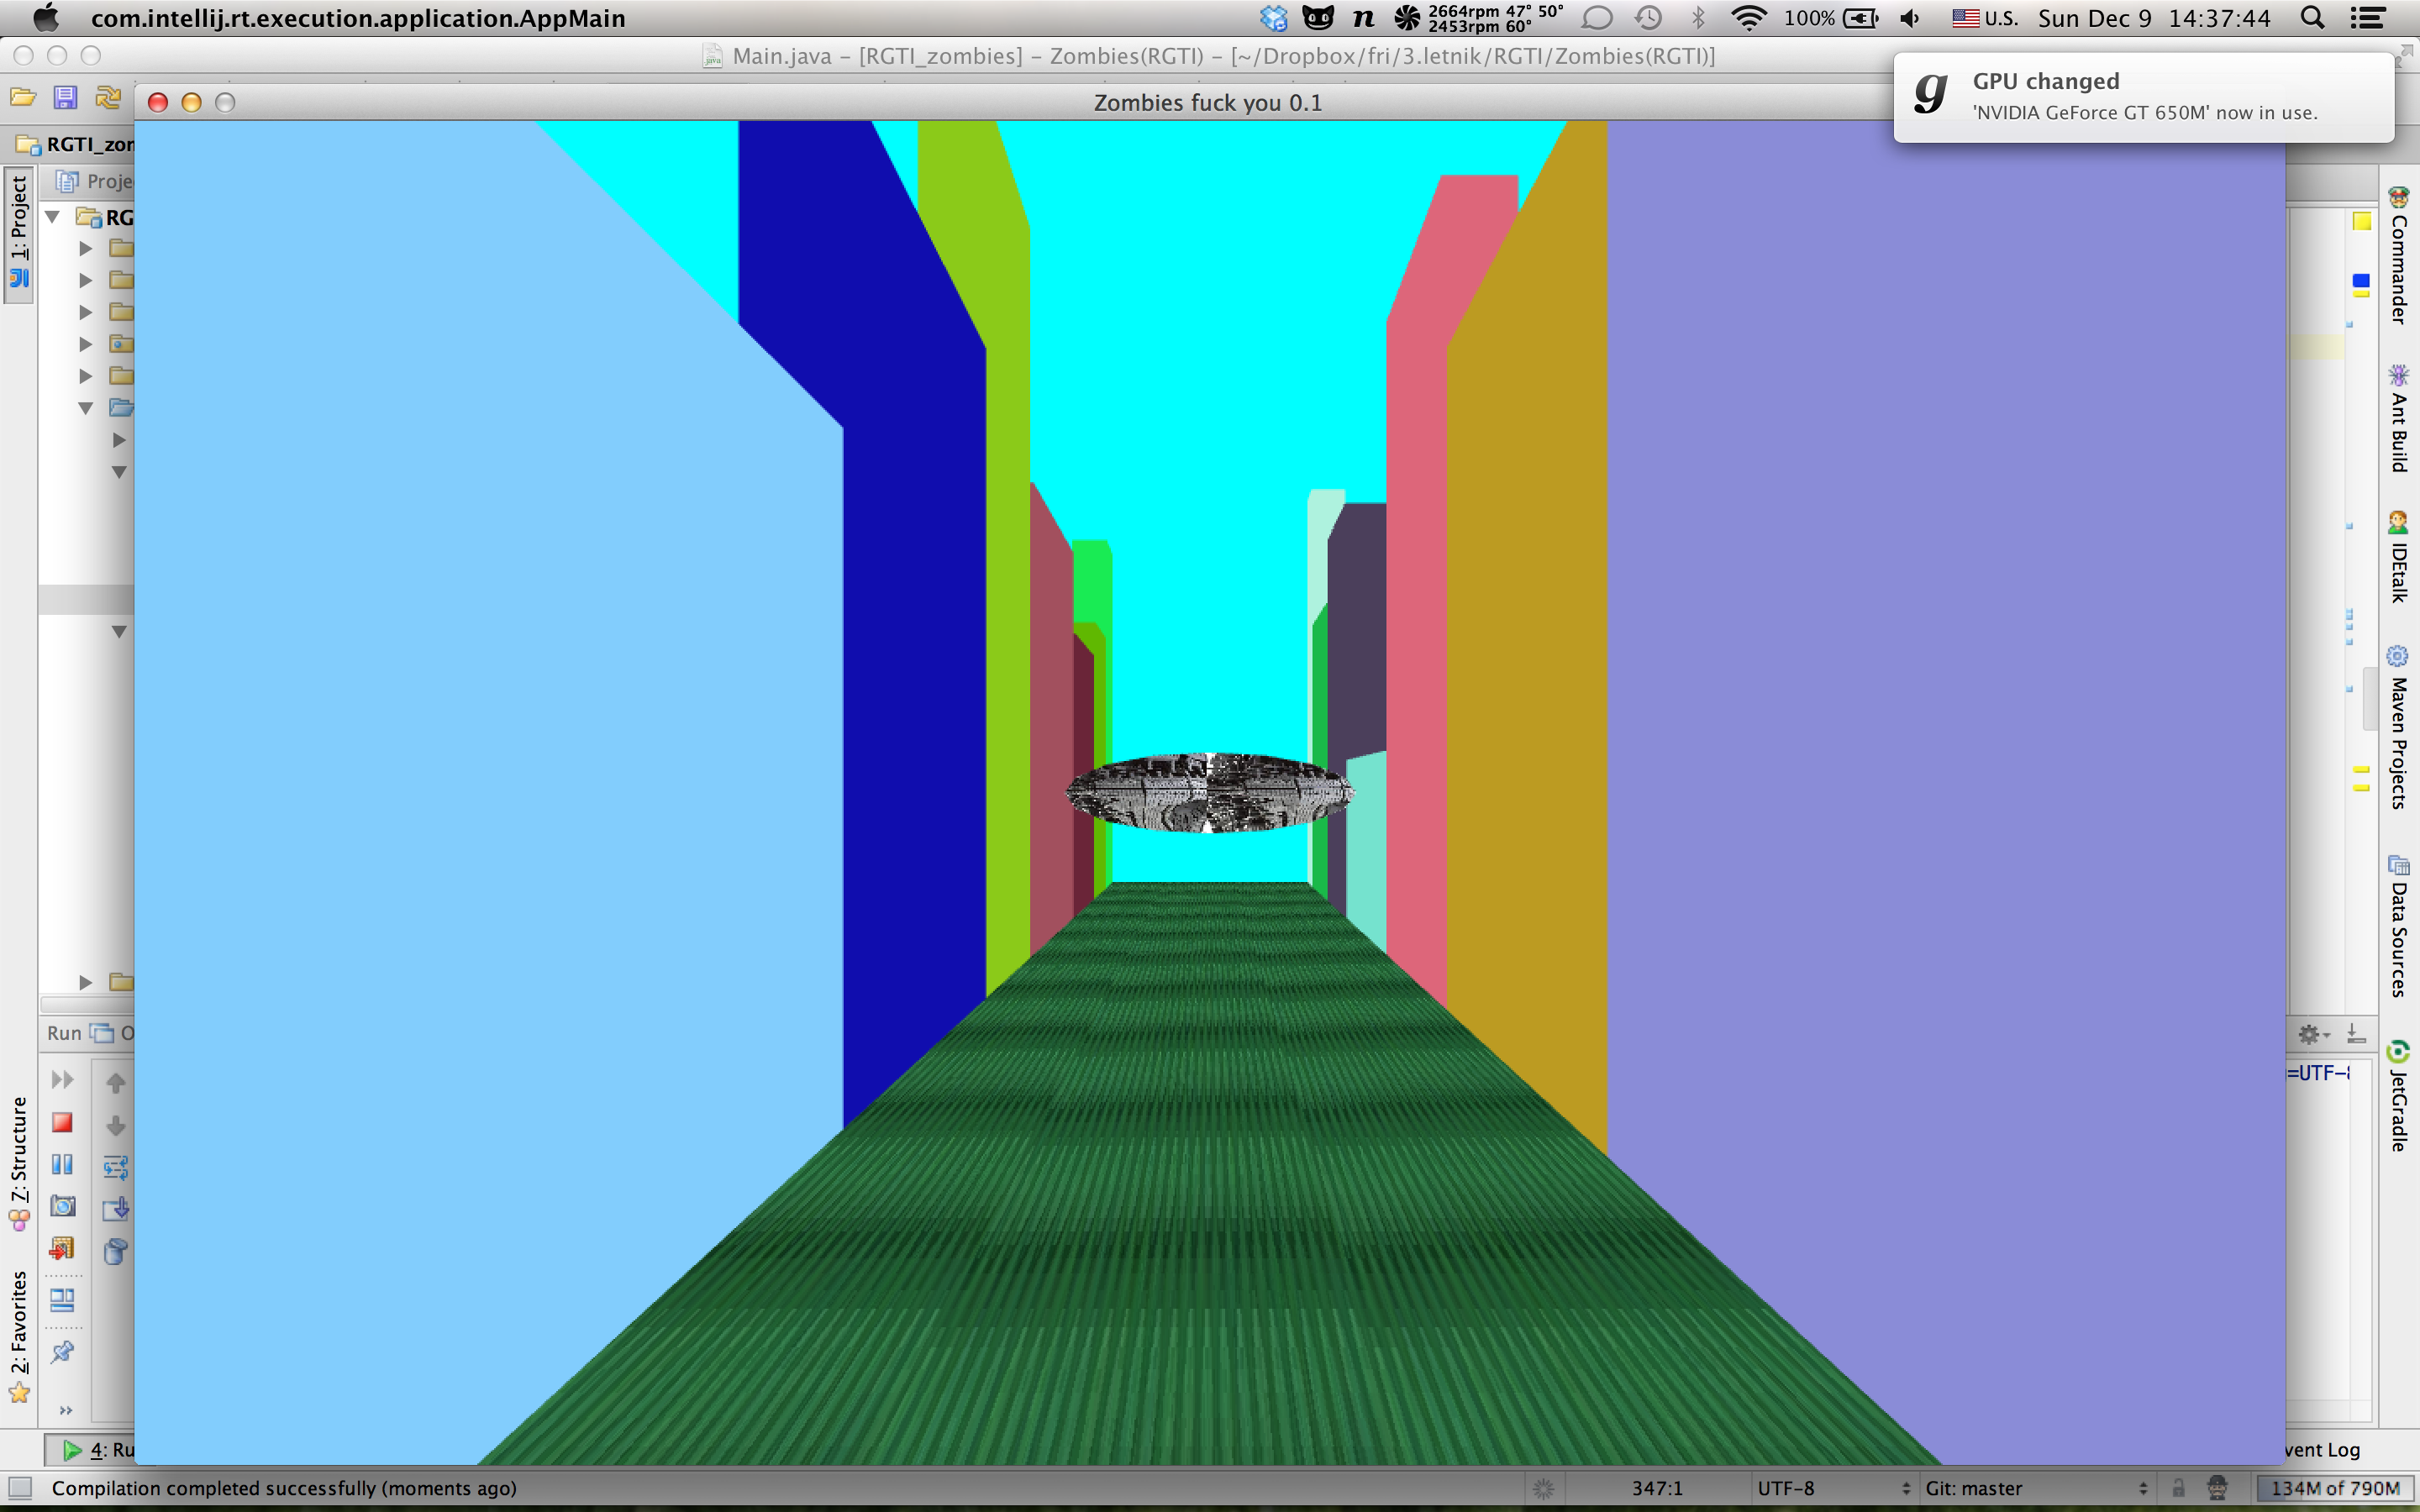 com.intellij.rt.execution.application.AppMain
2664rpm 47° 50°
2453rpm 60°
100%
U.S.
Sun Dec 9 14:37:44
Main.java – [RGTI_zombies] – Zombies(RGTI) – [~/Dropbox/fri/3.letnik/RGTI/Zombies(RGTI)]
Zombies fuck you 0.1
g
GPU changed
'NVIDIA GeForce GT 650M' now in use.
RGTI_zor
1: Project
Proje
RG
Commander
Ant Build
IDEtalk
Maven Projects
Data Sources
JetGradle
Run
O
=UTF-8
7: Structure
2: Favorites
4: Ru
vent Log
Compilation completed successfully (moments ago)
347:1
UTF-8
Git: master
134M of 790M